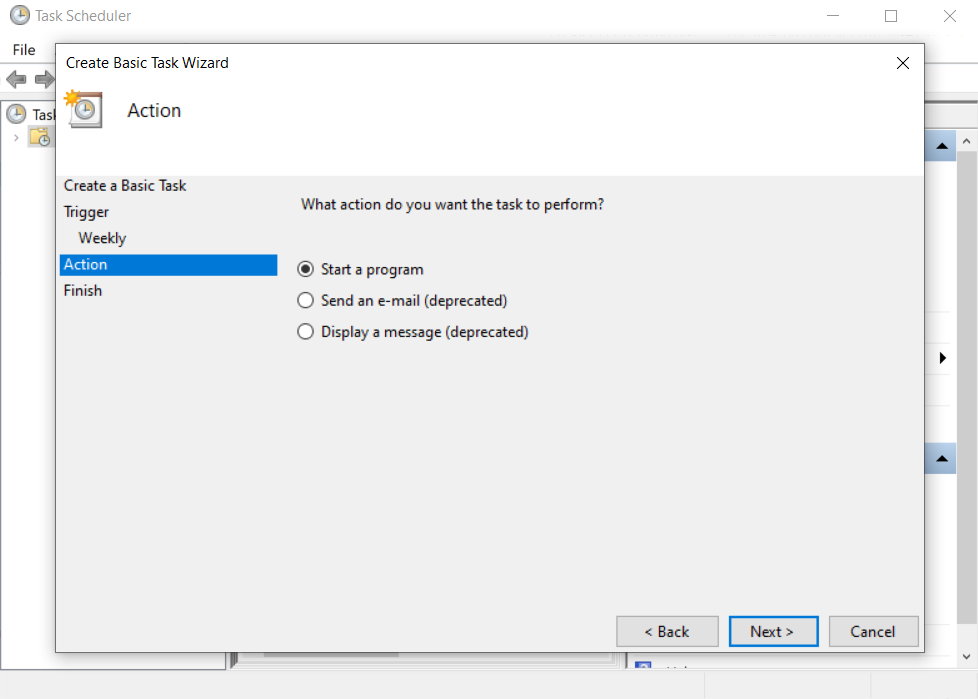 Task Scheduler
File
Create Basic Task Wizard
Action
Create a Basic Task
Trigger
Weekly
Action
Finish
What action do you want the task to perform?
Start a program
Send an e-mail (deprecated)
Display a message (deprecated)
< Back
Next >
Cancel